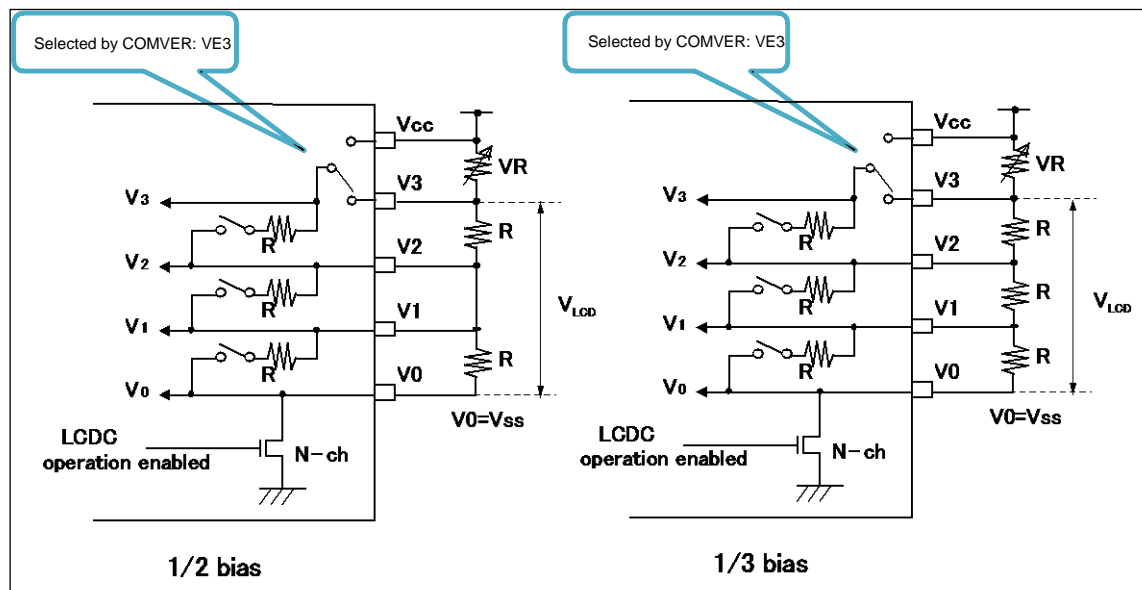 Selected by COMVER: VE3
Vcc
VR
V3
V3
R
R
V2
V2
R
V1
VLCD
V1
R
R
V0
V0
V0=Vss
LCDC
operation enabled
N-ch
1/2 bias
Selected by COMVER: VE3
Vcc
VR
V3
V3
R
R
V2
V2
R
R
V1
VLCD
V1
R
R
V0
V0
V0=Vss
LCDC
operation enabled
N-ch
1/3 bias